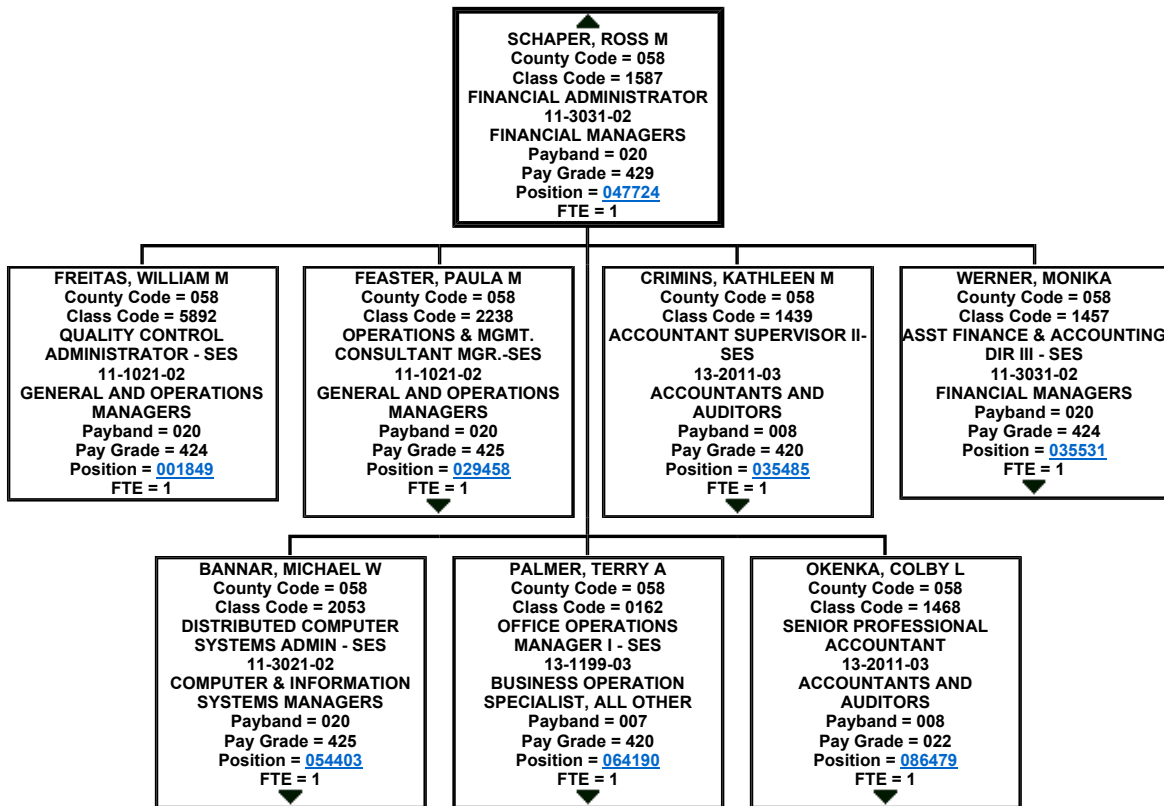 SCHAPER, ROSS M
County Code = 058
Class Code = 1587
FINANCIAL ADMINISTRATOR
11-3031-02
FINANCIAL MANAGERS
Payband = 020
Pay Grade = 429
Position = 047724
FTE = 1
FREITAS, WILLIAM M
County Code = 058
Class Code = 5892
QUALITY CONTROL
ADMINISTRATOR - SES
11-1021-02
GENERAL AND OPERATIONS
MANAGERS
Payband = 020
Pay Grade = 424
Position = 001849
FTE = 1
FEASTER, PAULA M
County Code = 058
Class Code = 2238
OPERATIONS & MGMT.
CONSULTANT MGR.-SES
11-1021-02
GENERAL AND OPERATIONS
MANAGERS
Payband = 020
Pay Grade = 425
Position = 029458
FTE = 1
CRIMINS, KATHLEEN M
County Code = 058
Class Code = 1439
ACCOUNTANT SUPERVISOR II-
SES
13-2011-03
ACCOUNTANTS AND
AUDITORS
Payband = 008
Pay Grade = 420
Position = 035485
FTE = 1
WERNER, MONIKA
County Code = 058
Class Code = 1457
ASST FINANCE & ACCOUNTING
DIR III - SES
11-3031-02
FINANCIAL MANAGERS
Payband = 020
Pay Grade = 424
Position = 035531
FTE = 1
BANNAR, MICHAEL W
County Code = 058
Class Code = 2053
DISTRIBUTED COMPUTER
SYSTEMS ADMIN - SES
11-3021-02
COMPUTER & INFORMATION
SYSTEMS MANAGERS
Payband = 020
Pay Grade = 425
Position = 054403
FTE = 1
PALMER, TERRY A
County Code = 058
Class Code = 0162
OFFICE OPERATIONS
MANAGER I - SES
13-1199-03
BUSINESS OPERATION
SPECIALIST, ALL OTHER
Payband = 007
Pay Grade = 420
Position = 064190
FTE = 1
OKENKA, COLBY L
County Code = 058
Class Code = 1468
SENIOR PROFESSIONAL
ACCOUNTANT
13-2011-03
ACCOUNTANTS AND
AUDITORS
Payband = 008
Pay Grade = 022
Position = 086479
FTE = 1